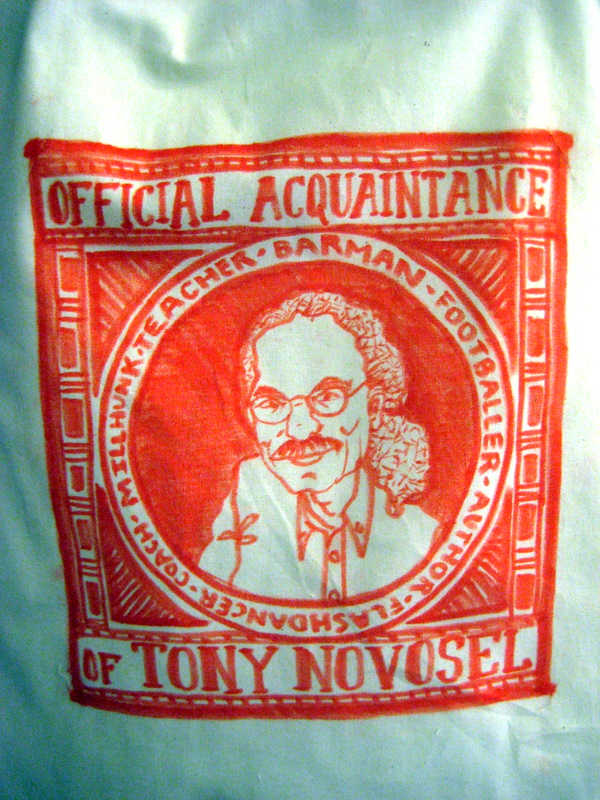 OFFICIAL ACQUAINTANCE
MILLHUNK · TEACHER · BARMAN · FOOTBALLER · AUTHOR · FLASHDANCER · COACH ·
OF TONY NOVOSEL